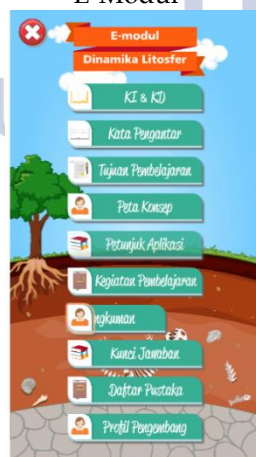 E-Modul
E-modul
Dinamika Litosfer
KI & KD
Kata Pengantar
Tujuan Pembelajaran
Peta Konsep
Petunjuk Aplikasi
Kegiatan Pembelajaran
ngkuman
Kunci Jawaban
Daftar Pustaka
Profil Pengembang